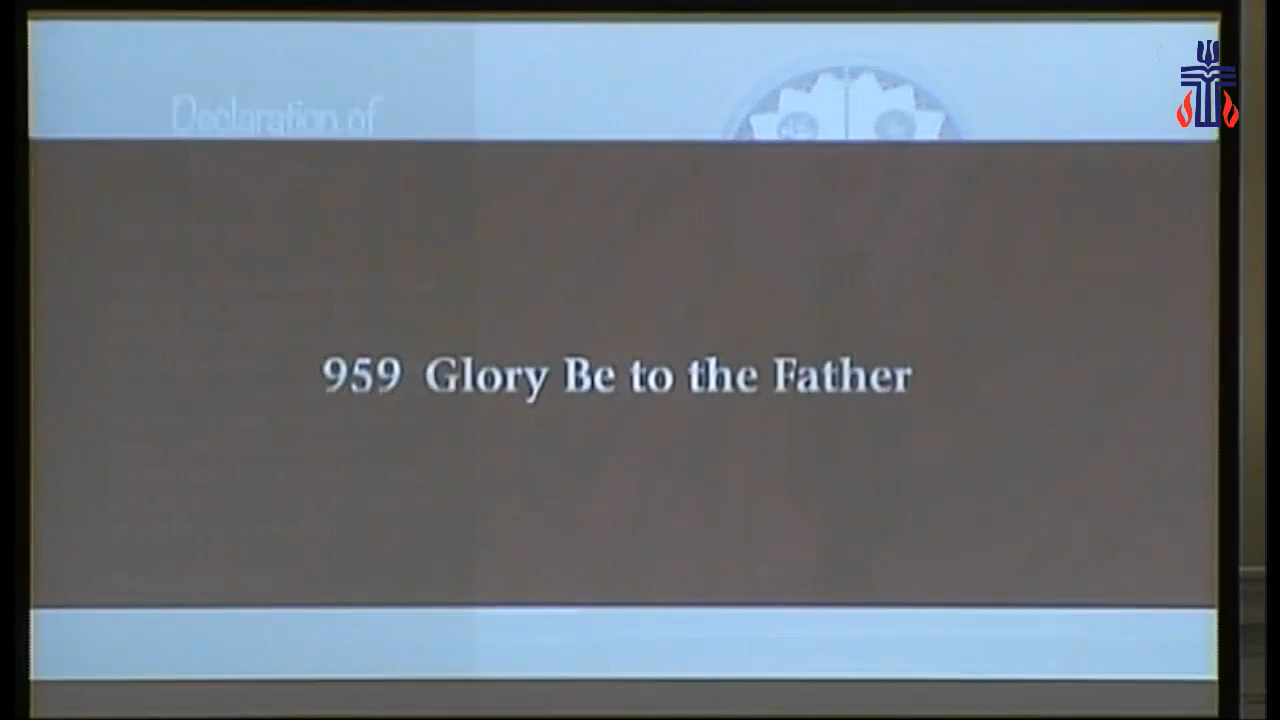 Declaration of
959 Glory Be to the Father